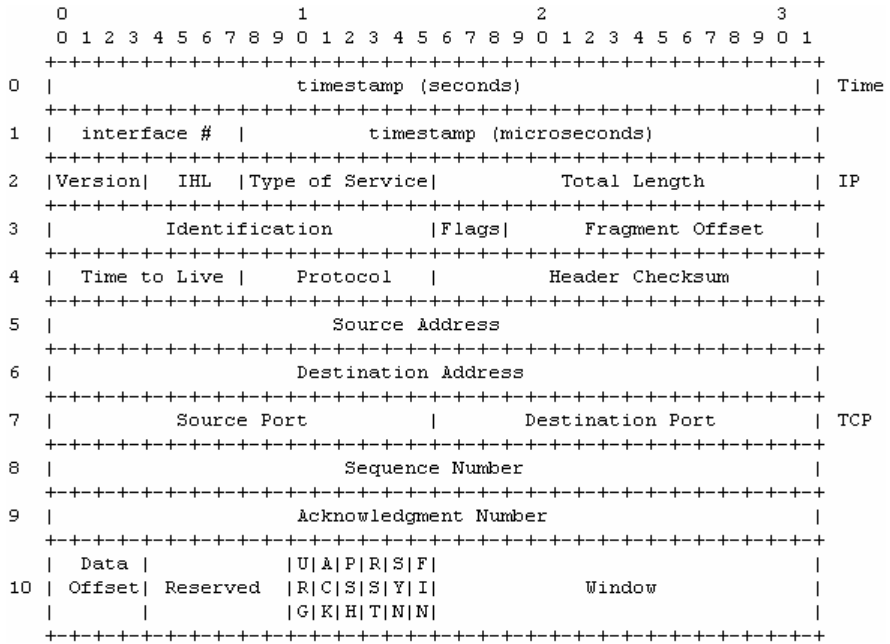 0                   1                   2                   3
    0 1 2 3 4 5 6 7 8 9 0 1 2 3 4 5 6 7 8 9 0 1 2 3 4 5 6 7 8 9 0 1
   +-+-+-+-+-+-+-+-+-+-+-+-+-+-+-+-+-+-+-+-+-+-+-+-+-+-+-+-+-+-+-+-+
0  |                    timestamp (seconds)                        | Time
   +-+-+-+-+-+-+-+-+-+-+-+-+-+-+-+-+-+-+-+-+-+-+-+-+-+-+-+-+-+-+-+-+
1  |  interface #  |          timestamp (microseconds)             |
   +-+-+-+-+-+-+-+-+-+-+-+-+-+-+-+-+-+-+-+-+-+-+-+-+-+-+-+-+-+-+-+-+
2  |Version|  IHL  |Type of Service|          Total Length         | IP
   +-+-+-+-+-+-+-+-+-+-+-+-+-+-+-+-+-+-+-+-+-+-+-+-+-+-+-+-+-+-+-+-+
3  |         Identification        |Flags|      Fragment Offset    |
   +-+-+-+-+-+-+-+-+-+-+-+-+-+-+-+-+-+-+-+-+-+-+-+-+-+-+-+-+-+-+-+-+
4  |  Time to Live |    Protocol   |         Header Checksum       |
   +-+-+-+-+-+-+-+-+-+-+-+-+-+-+-+-+-+-+-+-+-+-+-+-+-+-+-+-+-+-+-+-+
5  |                       Source Address                          |
   +-+-+-+-+-+-+-+-+-+-+-+-+-+-+-+-+-+-+-+-+-+-+-+-+-+-+-+-+-+-+-+-+
6  |                    Destination Address                        |
   +-+-+-+-+-+-+-+-+-+-+-+-+-+-+-+-+-+-+-+-+-+-+-+-+-+-+-+-+-+-+-+-+
7  |          Source Port          |       Destination Port        | TCP
   +-+-+-+-+-+-+-+-+-+-+-+-+-+-+-+-+-+-+-+-+-+-+-+-+-+-+-+-+-+-+-+-+
8  |                        Sequence Number                        |
   +-+-+-+-+-+-+-+-+-+-+-+-+-+-+-+-+-+-+-+-+-+-+-+-+-+-+-+-+-+-+-+-+
9  |                    Acknowledgment Number                      |
   +-+-+-+-+-+-+-+-+-+-+-+-+-+-+-+-+-+-+-+-+-+-+-+-+-+-+-+-+-+-+-+-+
   |  Data |           |U|A|P|R|S|F|                               |
10 | Offset| Reserved  |R|C|S|S|Y|I|            Window             |
   |       |           |G|K|H|T|N|N|                               |
   +-+-+-+-+-+-+-+-+-+-+-+-+-+-+-+-+-+-+-+-+-+-+-+-+-+-+-+-+-+-+-+-+